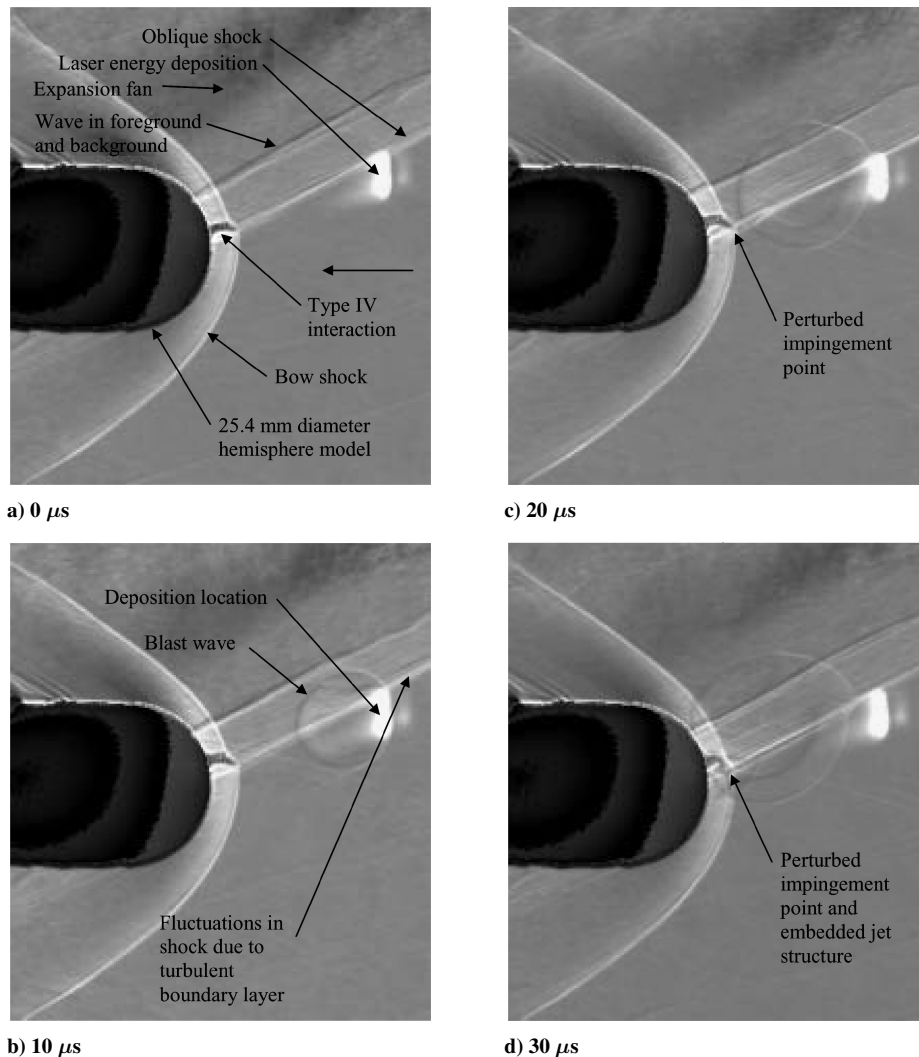 Oblique shock
Laser energy deposition
Expansion fan
Wave in foreground
and background
Type IV
interaction
Bow shock
25.4 mm diameter
hemisphere model
a) 0 μs
Perturbed
impingement
point
c) 20 μs
Deposition location
Blast wave
Fluctuations in
shock due to
turbulent
boundary layer
b) 10 μs
Perturbed
impingement
point and
embedded jet
structure
d) 30 μs